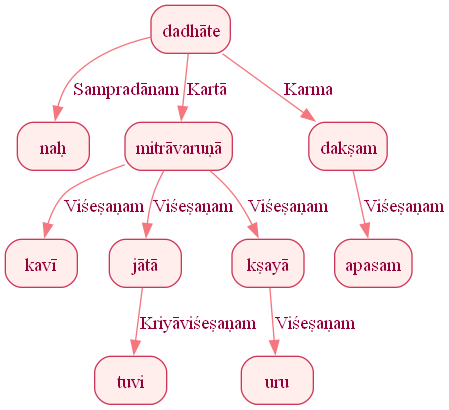 dadhāte
Sampradānam Kartā Karma
naḥ mitrāvaruṇā dakṣam
Viśeṣaṇam Viśeṣaṇam Viśeṣaṇam Viśeṣaṇam
kavī jātā kṣayā apasam
Kriyāviśeṣaṇam Viśeṣaṇam
tuvi uru